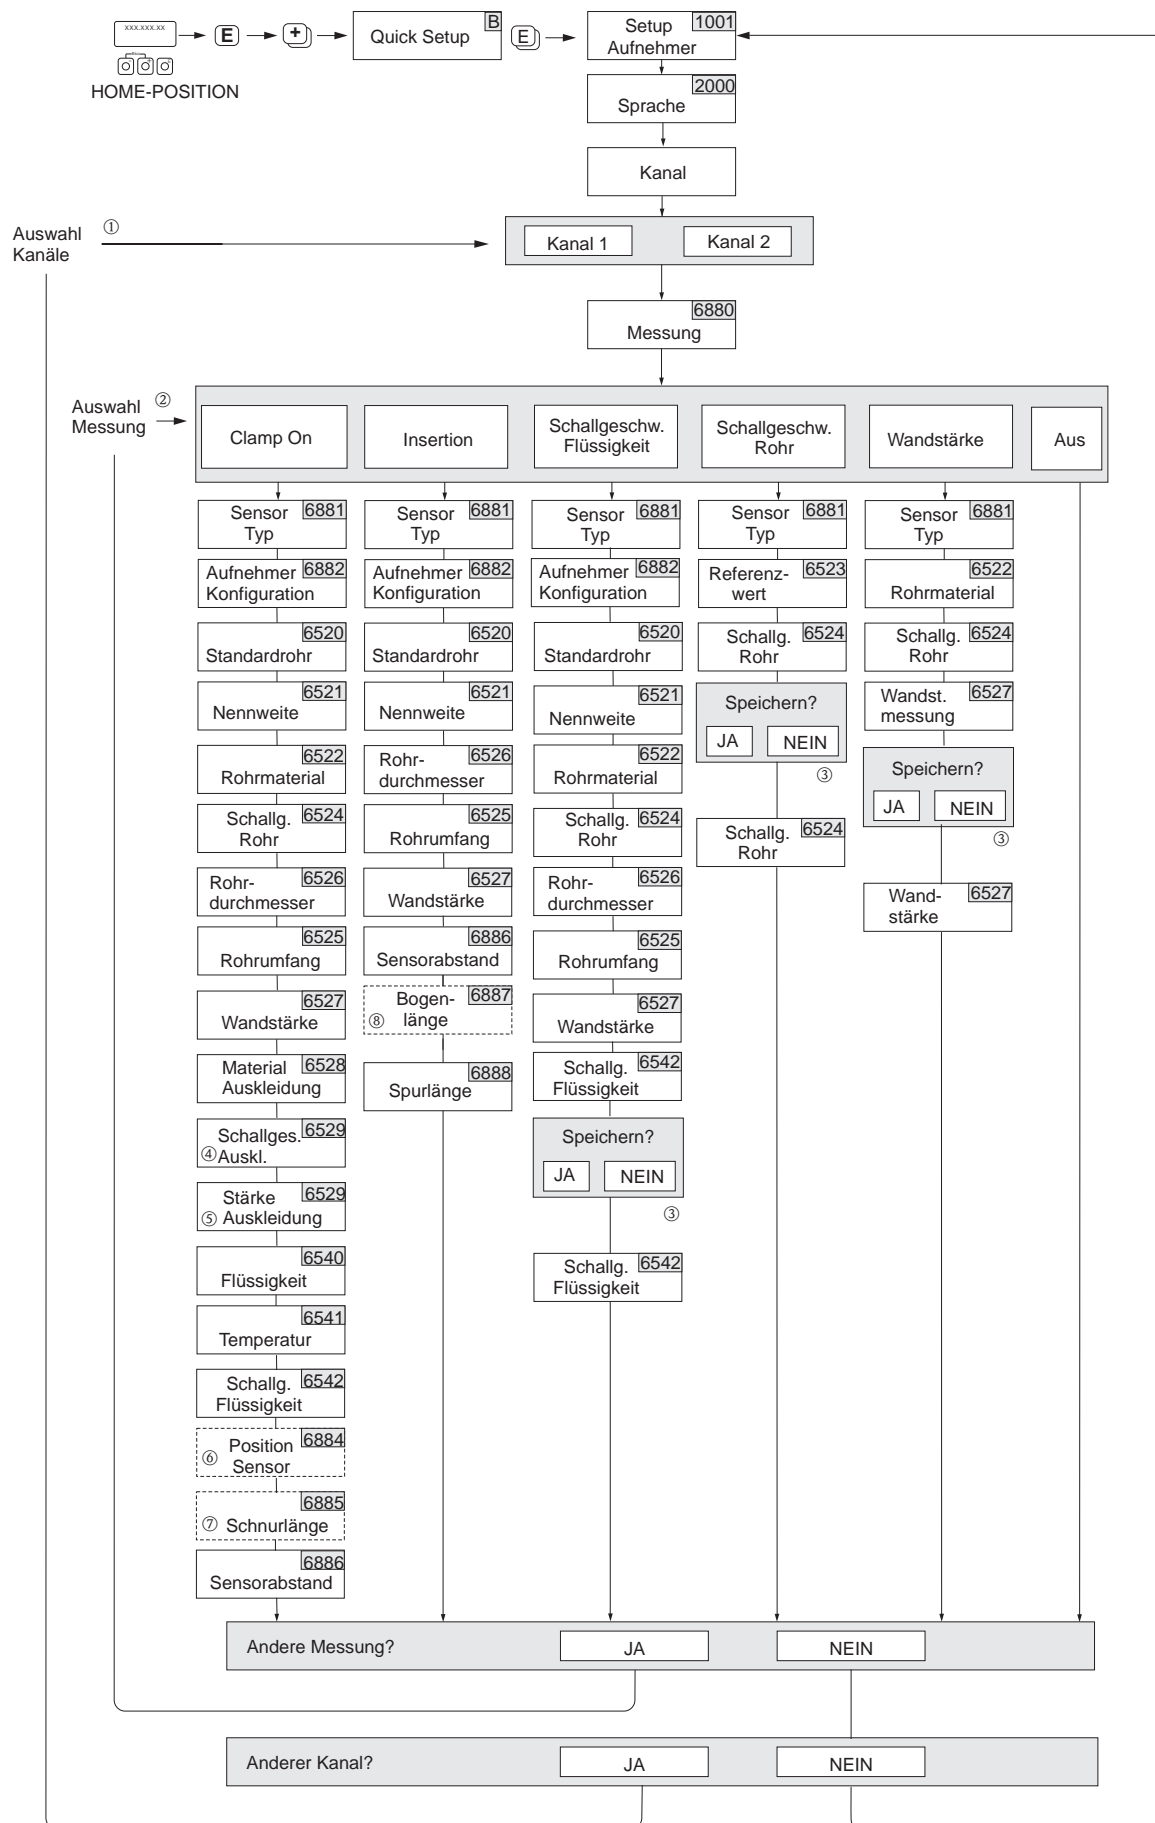 xxx.xxx.xx
E
+
Quick Setup
B
E
Setup
Aufnehmer
1001
HOME-POSITION
Sprache
2000
Kanal
Auswahl
Kanäle
①
Kanal 1
Kanal 2
Messung
6880
Auswahl
Messung
②
Clamp On
Insertion
Schallgeschw.
Flüssigkeit
Schallgeschw.
Rohr
Wandstärke
Aus
Sensor
Typ
6881
Aufnehmer
Konfiguration
6882
Standardrohr
6520
Nennweite
6521
Rohrmaterial
6522
Schallg.
Rohr
6524
Rohr-
durchmesser
6526
Rohrumfang
6525
Wandstärke
6527
Material
Auskleidung
6528
Schallges.
④Auskl.
6529
Stärke
⑤ Auskleidung
6529
Flüssigkeit
6540
Temperatur
6541
Schallg.
Flüssigkeit
6542
⑥ Position
Sensor
6884
⑦ Schnurlänge
6885
Sensorabstand
6886
Sensor
Typ
6881
Aufnehmer
Konfiguration
6882
Standardrohr
6520
Nennweite
6521
Rohr-
durchmesser
6526
Rohrumfang
6525
Wandstärke
6527
Sensorabstand
6886
Bogen-
⑧ länge
6887
Spurlänge
6888
Sensor
Typ
6881
Aufnehmer
Konfiguration
6882
Standardrohr
6520
Nennweite
6521
Rohrmaterial
6522
Schallg.
Rohr
6524
Rohr-
durchmesser
6526
Rohrumfang
6525
Wandstärke
6527
Schallg.
Flüssigkeit
6542
Speichern?
JA
NEIN
③
Schallg.
Flüssigkeit
6542
Sensor
Typ
6881
Referenz-
wert
6523
Schallg.
Rohr
6524
Speichern?
JA
NEIN
③
Schallg.
Rohr
6524
Sensor
Typ
6881
Rohrmaterial
6522
Schallg.
Rohr
6524
Wandst.
messung
6527
Speichern?
JA
NEIN
③
Wand-
stärke
6527
Andere Messung?
JA
NEIN
Anderer Kanal?
JA
NEIN